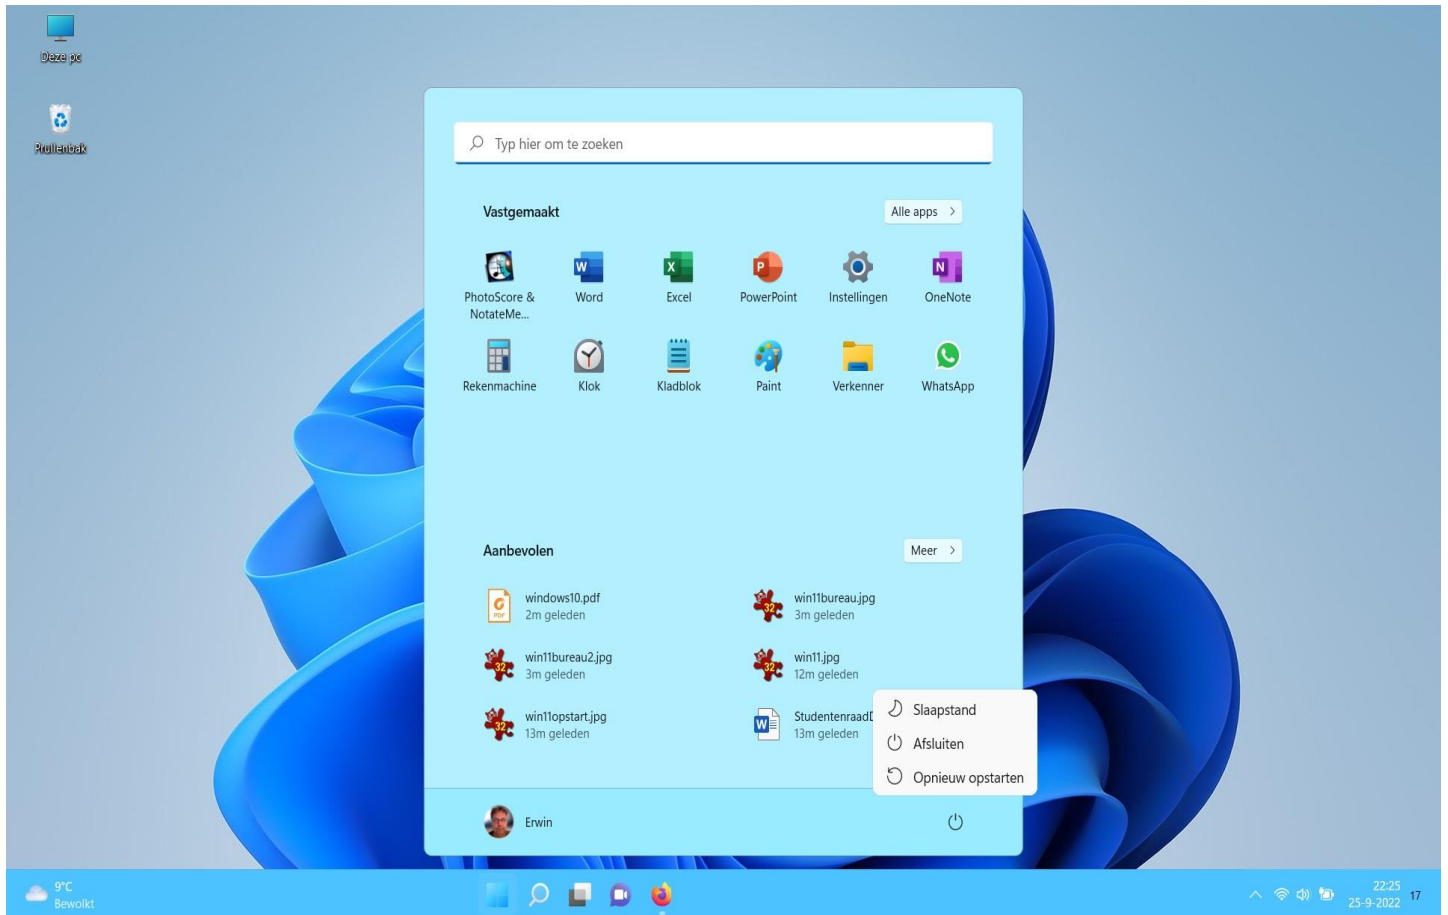 Deze pc
Prullenbak
Typ hier om te zoeken
Vastgemaakt
Alle apps
PhotoScore & NotateMe...
Word
Excel
PowerPoint
Instellingen
OneNote
Rekenmachine
Klok
Kladblok
Paint
Verkenner
WhatsApp
Aanbevolen
Meer
windows10.pdf
2m geleden
win11bureau.jpg
3m geleden
win11bureau2.jpg
3m geleden
win11.jpg
12m geleden
win11opstart.jpg
13m geleden
StudentenraadD
13m geleden
Slaapstand
Afsluiten
Opnieuw opstarten
Erwin
9°C
Bewolkt
22:25
25-9-2022
17